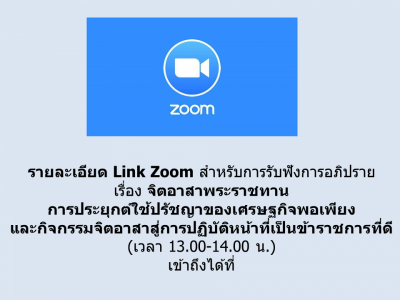 zoom
รายละเอียด Link Zoom สำหรับการรับฟังการอภิปราย
เรื่อง จิตอาสาพระราชทาน
การประยุกต์ใช้ปรัชญาของเศรษฐกิจพอเพียง
และกิจกรรมจิตอาสาสู่การปฏิบัติหน้าที่เป็นข้าราชการที่ดี
(เวลา 13.00-14.00 น.)
เข้าถึงได้ที่